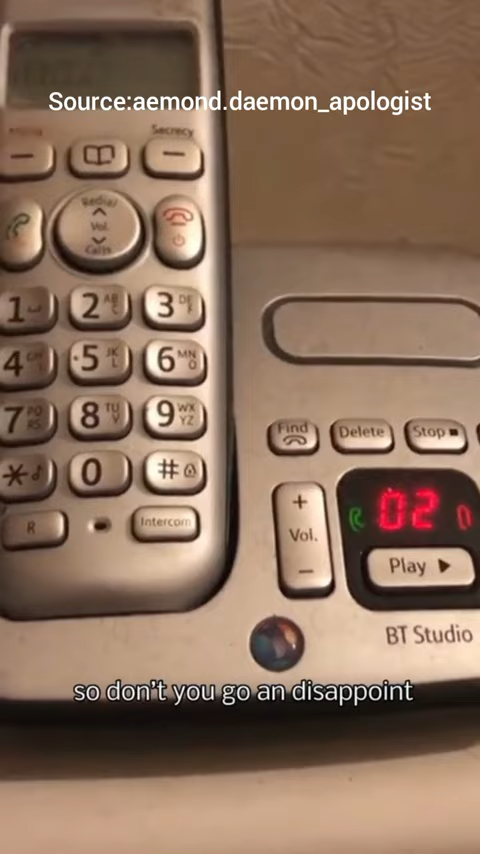 Source:aemond.daemon_apologist
Secrecy
Redial
Vol.
Calls
1 2 ABC 3 DEF
4 5 JKL 6 MNO
7 PQRS 8 TUV 9 WXYZ
* 0 #
R Intercom
Find Delete Stop
+
Vol.
-
02
Play
BT Studio
so don't you go an disappoint